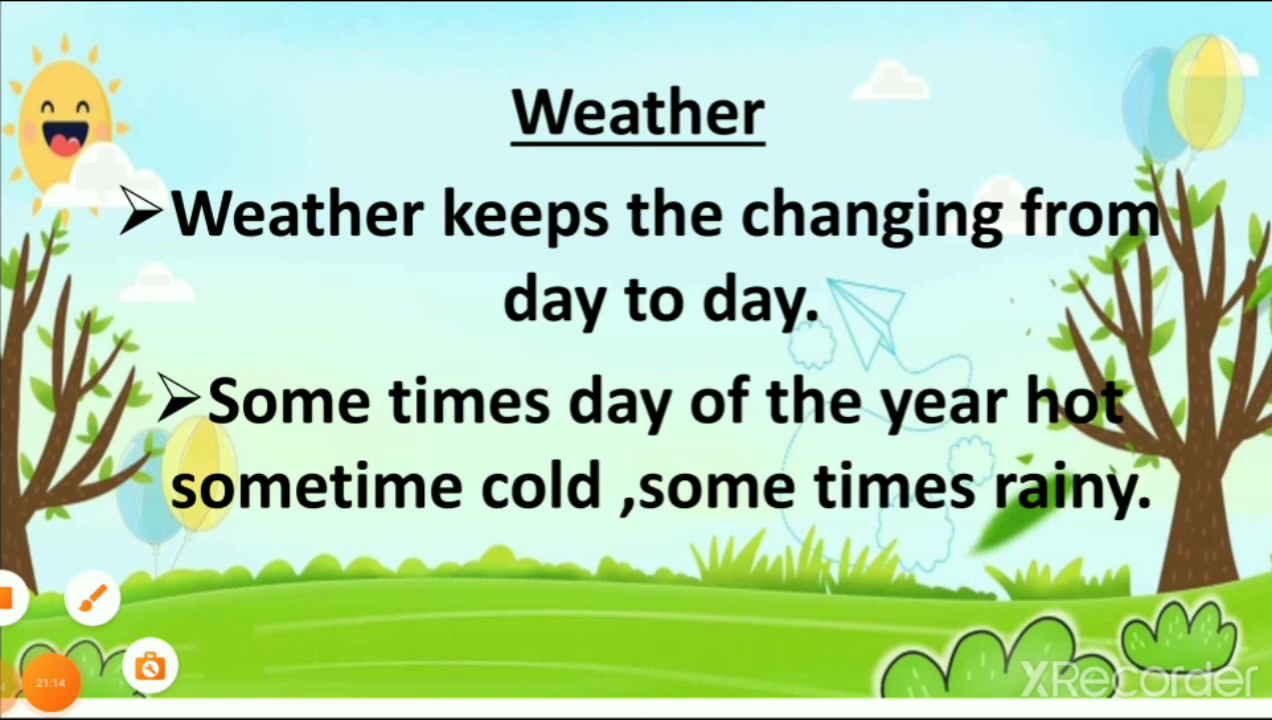 Weather
➢Weather keeps the changing from
day to day.
➢Some times day of the year hot
sometime cold ,some times rainy.
21:14
XRecorder